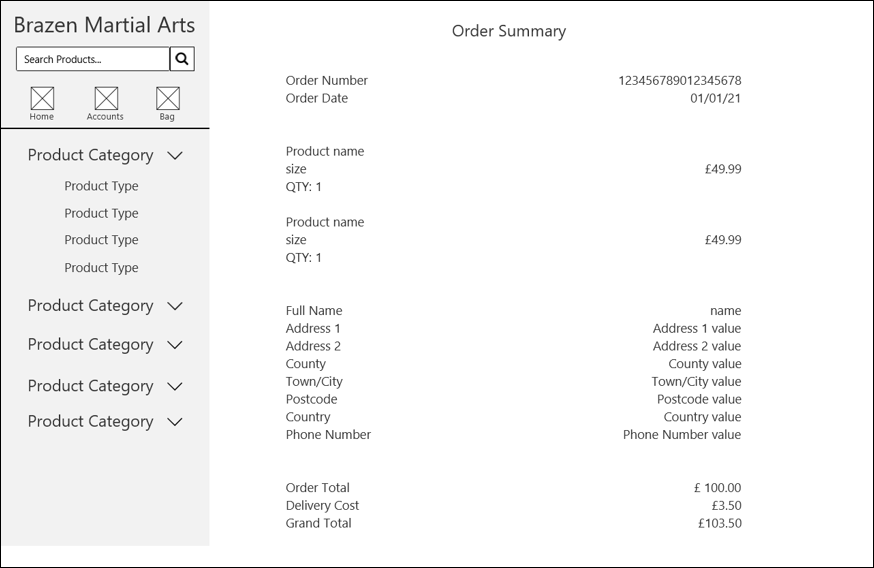 Brazen Martial Arts
Search Products...
Home Accounts Bag
Product Category
Product Type
Product Type
Product Type
Product Type
Product Category
Product Category
Product Category
Product Category
Order Summary
Order Number 123456789012345678
Order Date 01/01/21
Product name
size £49.99
QTY: 1
Product name
size £49.99
QTY: 1
Full Name name
Address 1 Address 1 value
Address 2 Address 2 value
County County value
Town/City Town/City value
Postcode Postcode value
Country Country value
Phone Number Phone Number value
Order Total £ 100.00
Delivery Cost £3.50
Grand Total £103.50